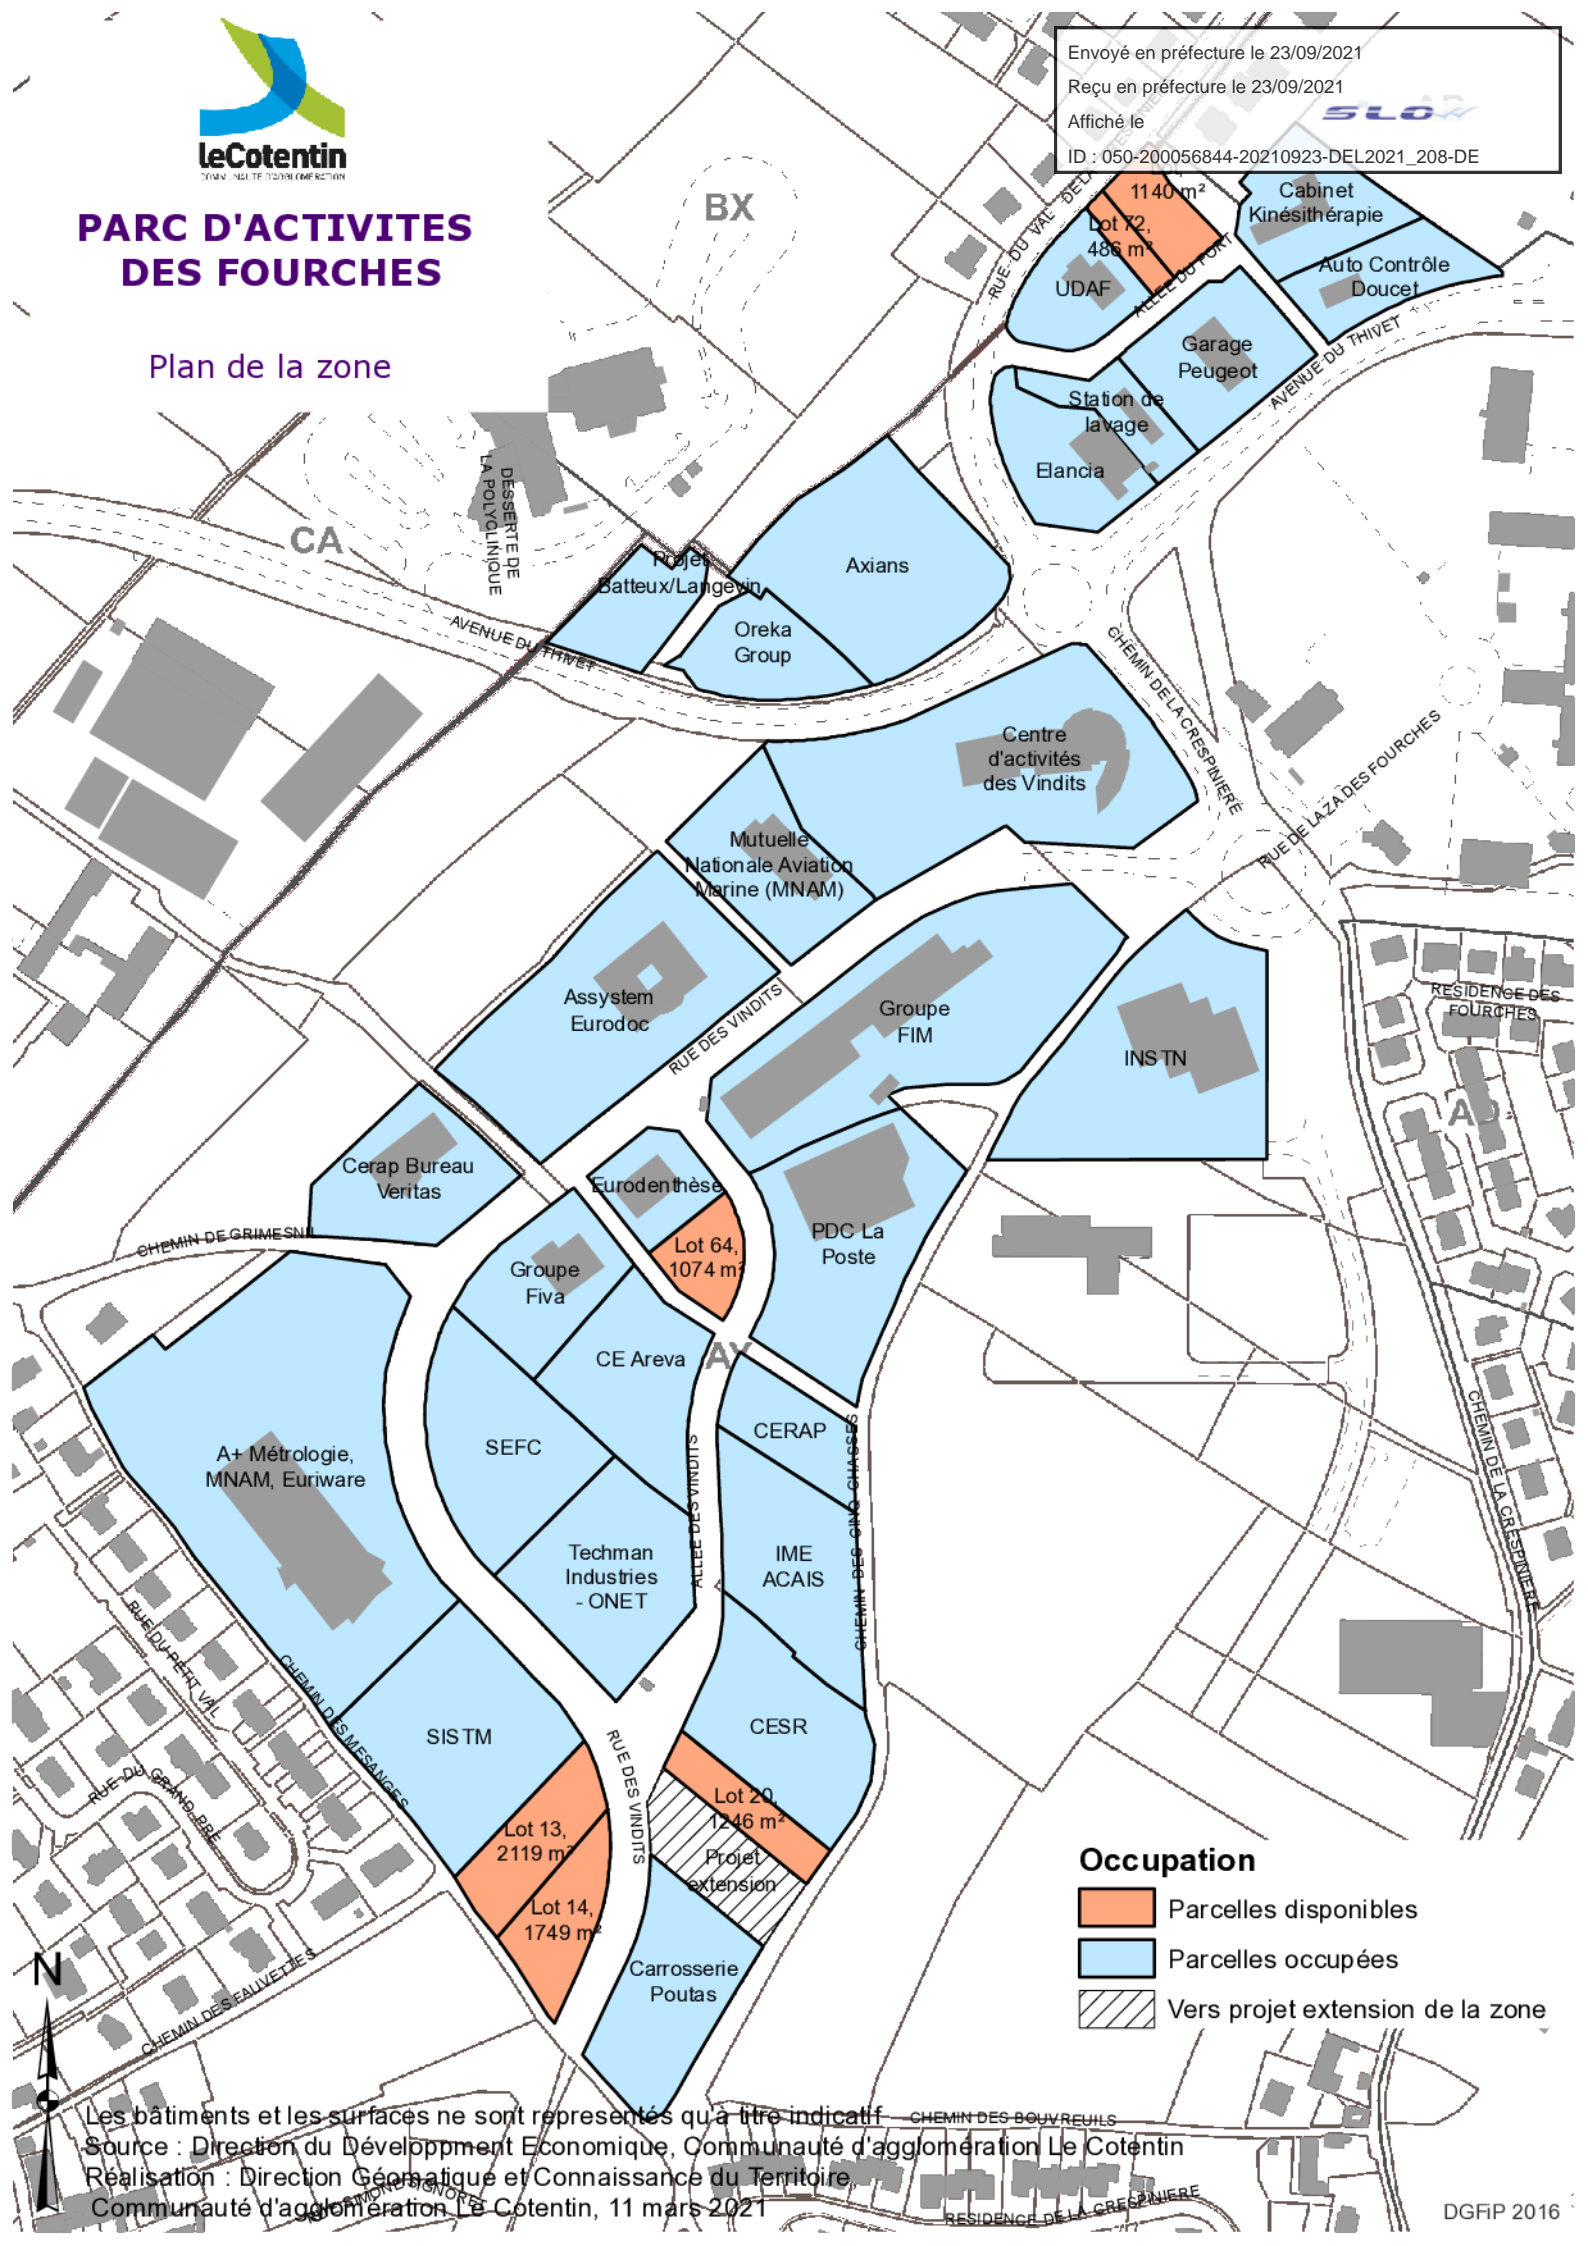 leCotentin
COMMUNAUTÉ D'AGGLOMÉRATION
PARC D'ACTIVITES
DES FOURCHES
Plan de la zone
Envoyé en préfecture le 23/09/2021
Reçu en préfecture le 23/09/2021
Affiché le
SLO
ID : 050-200056844-20210923-DEL2021_208-DE
BX
CA
1140 m²
Lot 72,
486 m²
UDAF
Cabinet
Kinésithérapie
Auto Contrôle
Doucet
RUE DU VAL DE LA CRESPINIERE
ALLEE DU FORT
Garage
Peugeot
AVENUE DU THIVET
Station de
lavage
Elancia
DESSERTE DE
LA POLYCLINIQUE
Projet
Batteux/Langevin
Axians
Oreka
Group
AVENUE DU THIVET
CHEMIN DE LA CRESPINIERE
Centre
d'activités
des Vindits
RUE DE LA ZA DES FOURCHES
Mutuelle
Nationale Aviation
Marine (MNAM)
Assystem
Eurodoc
RUE DES VINDITS
Groupe
FIM
INSTN
RESIDENCE DES
FOURCHES
AD
Cerap Bureau
Veritas
Eurodenthèse
CHEMIN DE GRIMESNIL
Lot 64,
1074 m²
PDC La
Poste
Groupe
Fiva
CE Areva
AY
CERAP
SEFC
A+ Métrologie,
MNAM, Euriware
ALLEE DES VINDITS
CHEMIN DES CINQ CHASSES
CHEMIN DE LA CRESPINIERE
Techman
Industries
- ONET
IME
ACAIS
RUE DU PETIT VAL
CHEMIN DES MESANGES
SISTM
CESR
RUE DES VINDITS
RUE DU GRAND PRE
Lot 20,
1246 m²
Lot 13,
2119 m²
Projet
extension
Lot 14,
1749 m²
Carrosserie
Poutas
Occupation
Parcelles disponibles
Parcelles occupées
Vers projet extension de la zone
N
CHEMIN DES FAUVETTES
Les bâtiments et les surfaces ne sont représentés qu'à titre indicatif
CHEMIN DES BOUVREUILS
Source : Direction du Développment Economique, Communauté d'agglomération Le Cotentin
Réalisation : Direction Géomatique et Connaissance du Territoire,
Communauté d'agglomération Le Cotentin, 11 mars 2021
RESIDENCE DE LA CRESPINIERE
DGFiP 2016